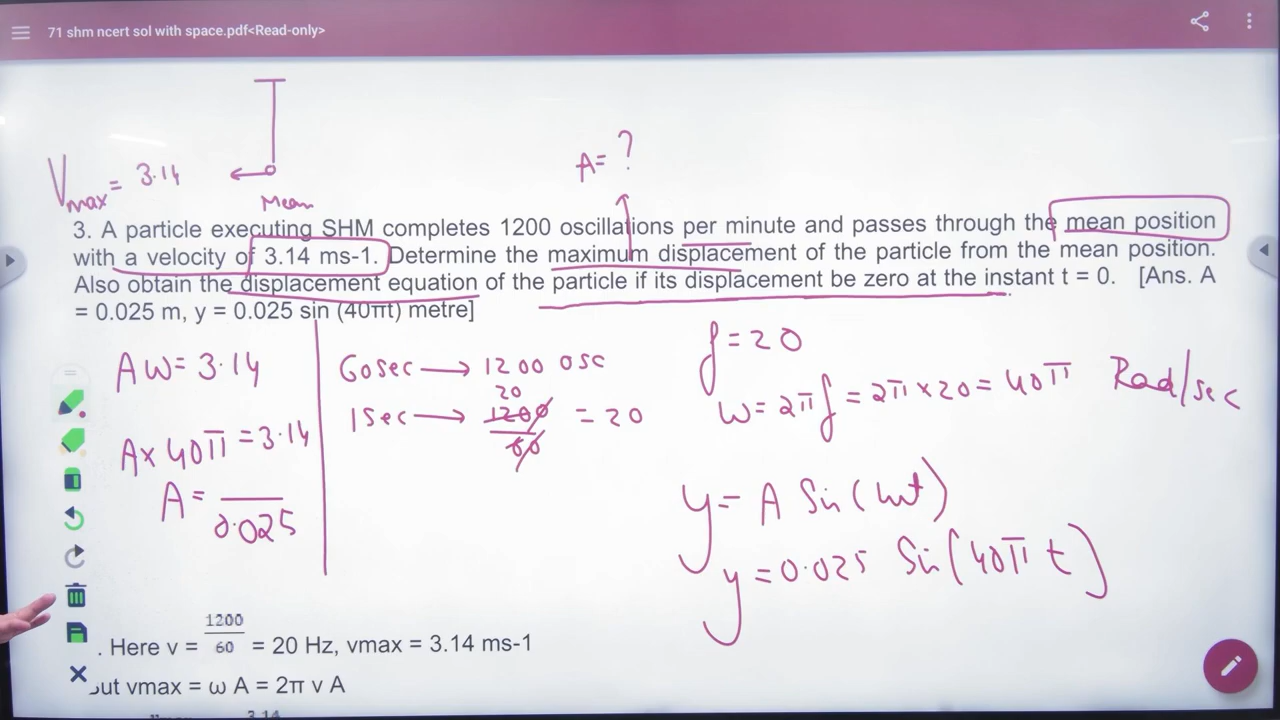 71 shm ncert sol with space.pdf<Read-only>
A= ?
Vmax = 3.14
Mean
3. A particle executing SHM completes 1200 oscillations per minute and passes through the mean position
with a velocity of 3.14 ms-1. Determine the maximum displacement of the particle from the mean position.
Also obtain the displacement equation of the particle if its displacement be zero at the instant t = 0. [Ans. A
= 0.025 m, y = 0.025 sin (40πt) metre]
Aω = 3.14
A x 40π = 3.14
A =
0.025
60sec → 1200 osc
20
1sec → 1200 = 20
60
f = 20
ω = 2πf = 2π x 20 = 40π Rad/sec
y = A Sin(ωt)
y = 0.025 Sin(40π t)
1200
. Here v = 60 = 20 Hz, vmax = 3.14 ms-1
but vmax = ω A = 2π v A
3.14